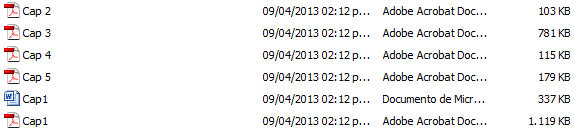 Cap 2 09/04/2013 02:12 p... Adobe Acrobat Doc... 103 KB
Cap 3 09/04/2013 02:12 p... Adobe Acrobat Doc... 781 KB
Cap 4 09/04/2013 02:12 p... Adobe Acrobat Doc... 115 KB
Cap 5 09/04/2013 02:12 p... Adobe Acrobat Doc... 179 KB
Cap1 09/04/2013 02:12 p... Documento de Micr... 337 KB
Cap1 09/04/2013 02:12 p... Adobe Acrobat Doc... 1.119 KB